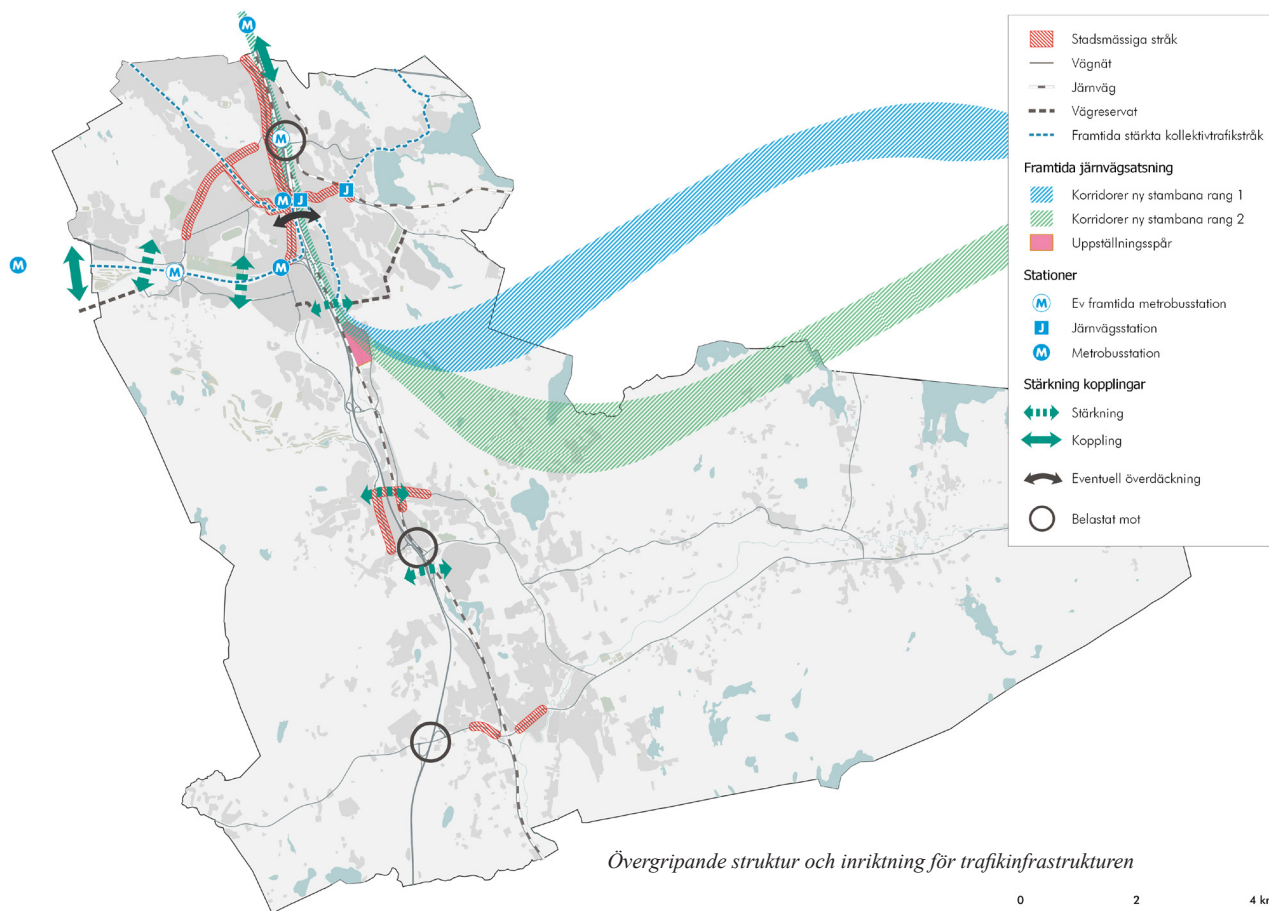 M
M
M
J
J
M
M
M
M
Stadsmässiga stråk
Vägnät
Järnväg
Vägreservat
Framtida stärkta kollektivtrafikstråk
Framtida järnvägsatsning
Korridorer ny stambana rang 1
Korridorer ny stambana rang 2
Uppställningsspår
Stationer
M Ev framtida metrobusstation
J Järnvägsstation
M Metrobusstation
Stärkning kopplingar
Stärkning
Koppling
Eventuell överdäckning
Belastat mot
Övergripande struktur och inriktning för trafikinfrastrukturen
0 2 4 km